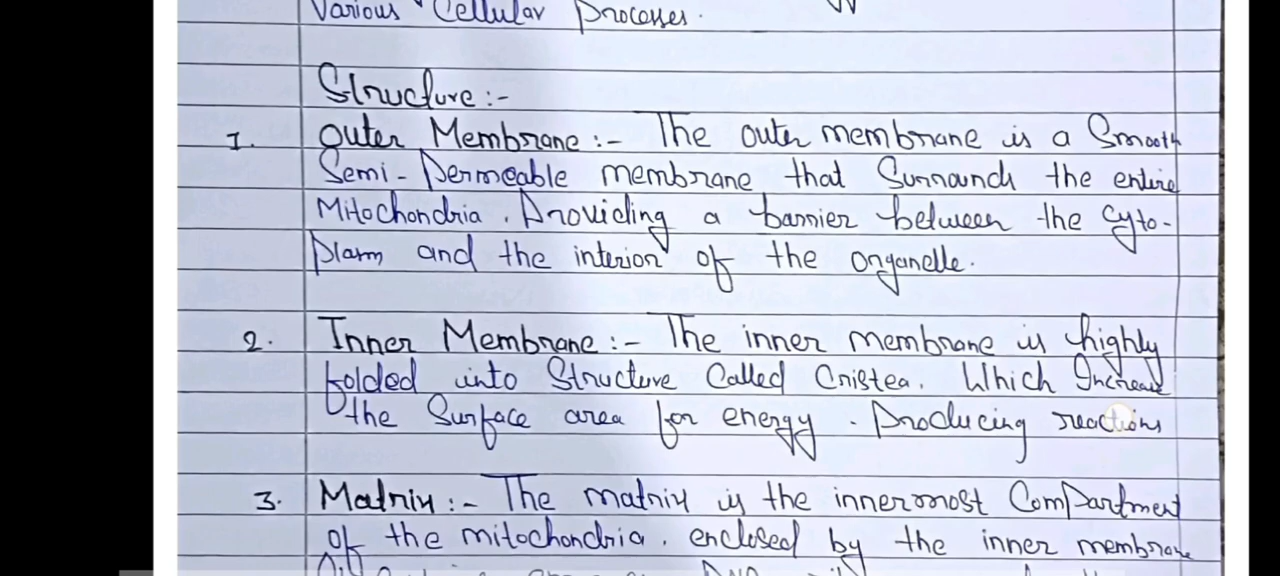 Various Cellular Processes.
Structure :-
1. Outer Membrane :- The outer membrane is a Smooth
Semi-Permeable membrane that Surrounds the entire
Mitochondria. Providing a barrier between the Cyto-
plasm and the interior of the Organelle.
2. Inner Membrane :- The inner membrane is highly
folded into Structure Called Cristea. Which Increase
the Surface area for energy. Producing reactions
3. Matrix :- The matrix is the innermost Compartment
of the mitochondria. enclosed by the inner membrane